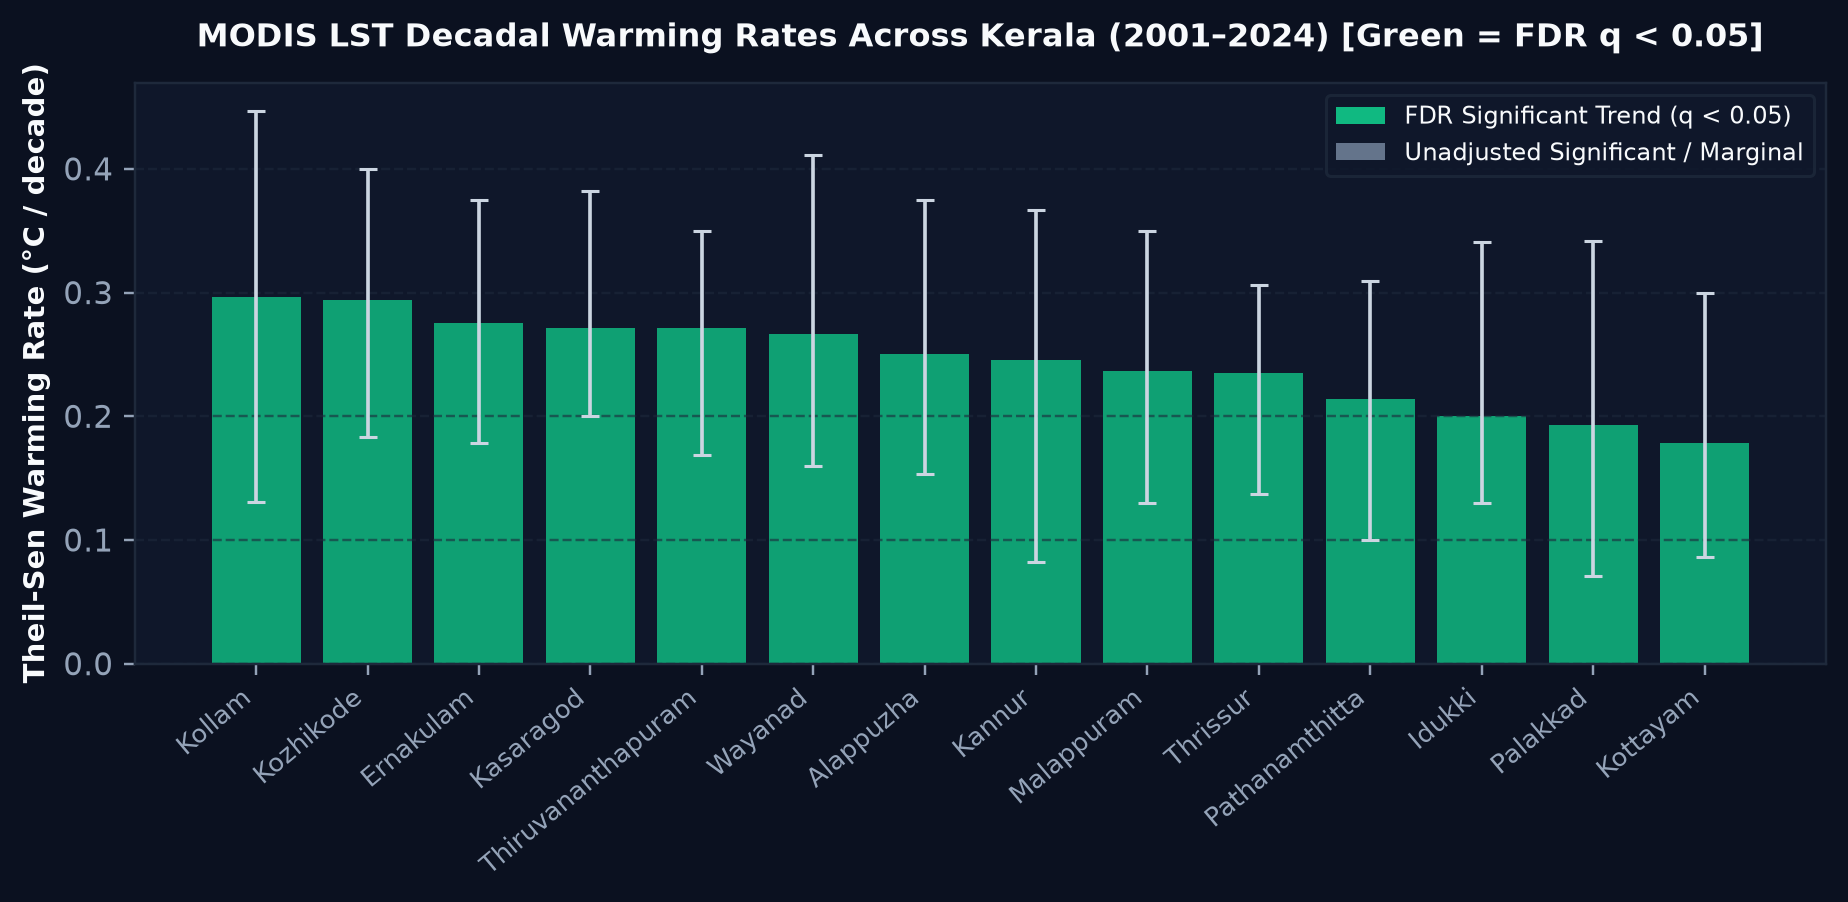 MODIS LST Decadal Warming Rates Across Kerala (2001–2024) [Green = FDR q < 0.05]
FDR Significant Trend (q < 0.05)
Unadjusted Significant / Marginal
Theil-Sen Warming Rate (°C / decade)
0.4
0.3
0.2
0.1
0.0
Kollam
Kozhikode
Ernakulam
Kasaragod
Thiruvananthapuram
Wayanad
Alappuzha
Kannur
Malappuram
Thrissur
Pathanamthitta
Idukki
Palakkad
Kottayam